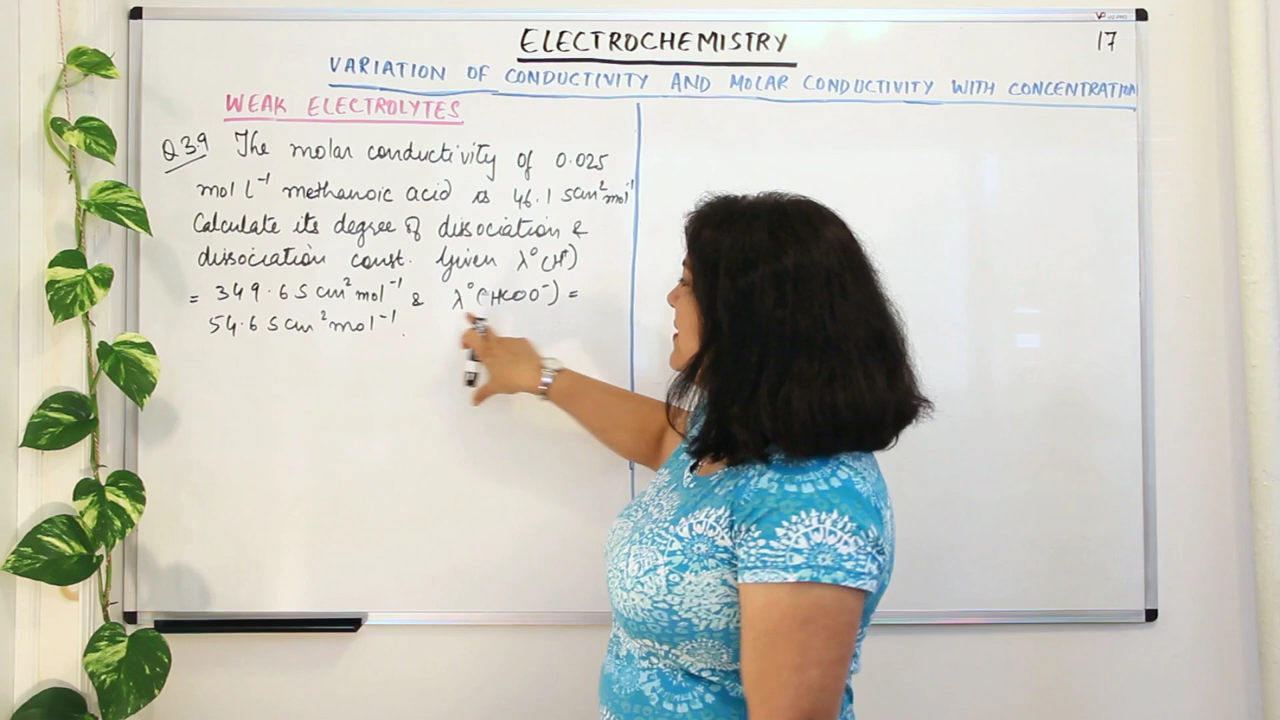 ELECTROCHEMISTRY
17
VARIATION OF CONDUCTIVITY AND MOLAR CONDUCTIVITY WITH CONCENTRATION
WEAK ELECTROLYTES
Q 3.9 The molar conductivity of 0.025
mol L⁻¹ methanoic acid is 46.1 S cm² mol⁻¹
Calculate its degree of dissociation &
dissociation const. Given λ°(H⁺)
= 349.6 S cm² mol⁻¹ & λ°(HCOO⁻) =
54.6 S cm² mol⁻¹.